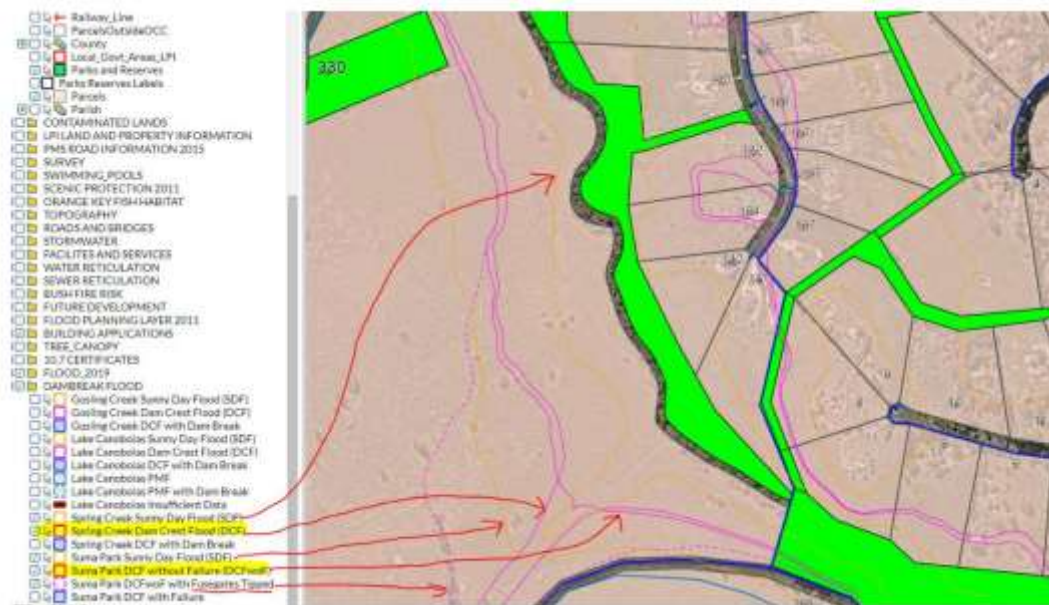 Railway_Line
ParcelsOutsideOCC
County
Local_Govt_Areas_LPI
Parks and Reserves
Parks Reserves Labels
Parcels
Parish
CONTAMINATED LANDS
LPI LAND AND PROPERTY INFORMATION
PMS ROAD INFORMATION 2015
SURVEY
SWIMMING_POOLS
SCENIC PROTECTION 2011
ORANGE KEY FISH HABITAT
TOPOGRAPHY
ROADS AND BRIDGES
STORMWATER
FACILITES AND SERVICES
WATER RETICULATION
SEWER RETICULATION
BUSH FIRE RISK
FUTURE DEVELOPMENT
FLOOD PLANNING LAYER 2011
BUILDING APPLICATIONS
TREE_CANOPY
10.7 CERTIFICATES
FLOOD_2019
DAMBREAK FLOOD
Gosling Creek Sunny Day Flood (SDF)
Gosling Creek Dam Crest Flood (DCF)
Gosling Creek DCF with Dam Break
Lake Canobolas Sunny Day Flood (SDF)
Lake Canobolas Dam Crest Flood (DCF)
Lake Canobolas DCF with Dam Break
Lake Canobolas PMF
Lake Canobolas PMF with Dam Break
Lake Canobolas Insufficient Data
Spring Creek Sunny Day Flood (SDF)
Spring Creek Dam Crest Flood (DCF)
Spring Creek DCF with Dam Break
Suma Park Sunny Day Flood (SDF)
Suma Park DCF without Failure (DCFwoF)
Suma Park DCFwoF with Fusegates Tipped
Suma Park DCF with Failure
330